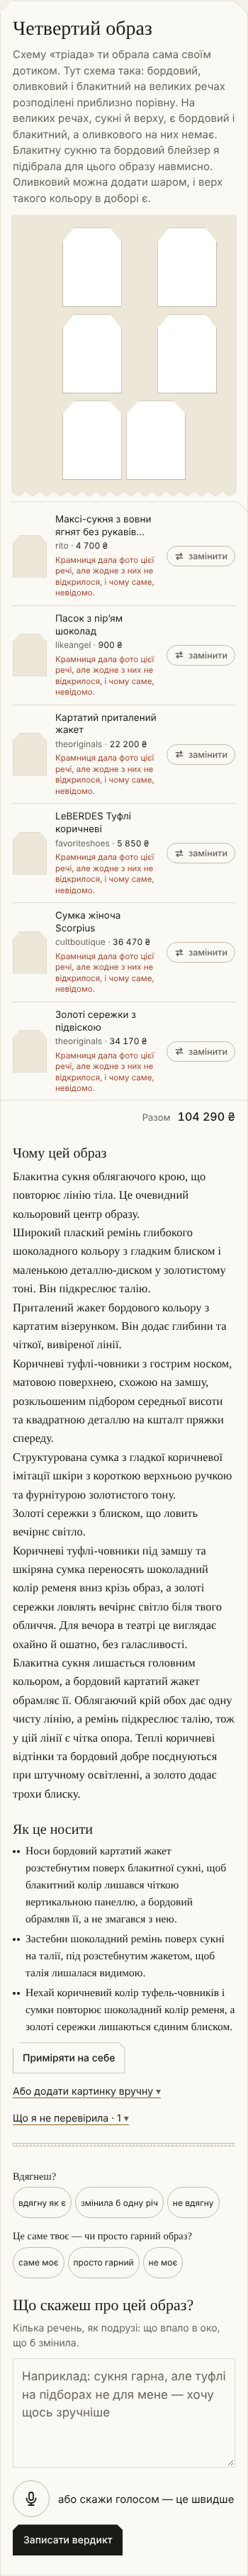 Четвертий образ
Схему «тріада» ти обрала сама своїм
дотиком. Тут схема така: бордовий,
оливковий і блакитний на великих речах
розподілені приблизно порівну. На
великих речах, сукні й верху, є бордовий і
блакитний, а оливкового на них немає.
Блакитну сукню та бордовий блейзер я
підібрала для цього образу навмисно.
Оливковий можна додати шаром, і верх
такого кольору в доборі є.
Максі-сукня з вовни
ягнят без рукавів…
rito · 4 700 ₴
Крамниця дала фото цієї
речі, але жодне з них не
відкрилося, і чому саме,
невідомо.
⇄ замінити
Пасок з пір'ям
шоколад
likeangel · 900 ₴
Крамниця дала фото цієї
речі, але жодне з них не
відкрилося, і чому саме,
невідомо.
⇄ замінити
Картатий приталений
жакет
theoriginals · 22 200 ₴
Крамниця дала фото цієї
речі, але жодне з них не
відкрилося, і чому саме,
невідомо.
⇄ замінити
LeBERDES Туфлі
коричневі
favoriteshoes · 5 850 ₴
Крамниця дала фото цієї
речі, але жодне з них не
відкрилося, і чому саме,
невідомо.
⇄ замінити
Сумка жіноча
Scorpius
cultboutique · 36 470 ₴
Крамниця дала фото цієї
речі, але жодне з них не
відкрилося, і чому саме,
невідомо.
⇄ замінити
Золоті сережки з
підвіскою
theoriginals · 34 170 ₴
Крамниця дала фото цієї
речі, але жодне з них не
відкрилося, і чому саме,
невідомо.
⇄ замінити
Разом 104 290 ₴
Чому цей образ
Блакитна сукня облягаючого крою, що
повторює лінію тіла. Це очевидний
кольоровий центр образу.
Широкий плаский ремінь глибокого
шоколадного кольору з гладким блиском і
маленькою деталлю-диском у золотистому
тоні. Він підкреслює талію.
Приталений жакет бордового кольору з
картатим візерунком. Він додає глибини та
чіткої, вивіреної лінії.
Коричневі туфлі-човники з гострим носком,
матовою поверхнею, схожою на замшу,
розкльошеним підбором середньої висоти
та квадратною деталлю на кшталт пряжки
спереду.
Структурована сумка з гладкої коричневої
імітації шкіри з короткою верхньою ручкою
та фурнітурою золотистого тону.
Золоті сережки з блиском, що ловить
вечірнє світло.
Коричневі туфлі-човники під замшу та
шкіряна сумка переносять шоколадний
колір ременя вниз крізь образ, а золоті
сережки ловлять вечірнє світло біля твого
обличчя. Для вечора в театрі це виглядає
охайно й ошатно, без галасливості.
Блакитна сукня лишається головним
кольором, а бордовий картатий жакет
обрамляє її. Облягаючий крій обох дає одну
чисту лінію, а ремінь підкреслює талію, тож
у цій лінії є чітка опора. Теплі коричневі
відтінки та бордовий добре поєднуються
при штучному освітленні, а золото додає
трохи блиску.
Як це носити
•• Носи бордовий картатий жакет
розстебнутим поверх блакитної сукні, щоб
блакитний колір лишався чіткою
вертикальною панеллю, а бордовий
обрамляв її, а не змагався з нею.
•• Застебни шоколадний ремінь поверх сукні
на талії, під розстебнутим жакетом, щоб
талія лишалася видимою.
•• Нехай коричневий колір туфель-човників і
сумки повторює шоколадний колір ременя, а
золоті сережки лишаються єдиним блиском.
Приміряти на себе
Або додати картинку вручну ▾
Що я не перевірила · 1 ▾
Вдягнеш?
вдягну як є
змінила б одну річ
не вдягну
Це саме твоє — чи просто гарний образ?
саме моє
просто гарний
не моє
Що скажеш про цей образ?
Кілька речень, як подрузі: що впало в око,
що б змінила.
Наприклад: сукня гарна, але туфлі
на підборах не для мене — хочу
щось зручніше
або скажи голосом — це швидше
Записати вердикт